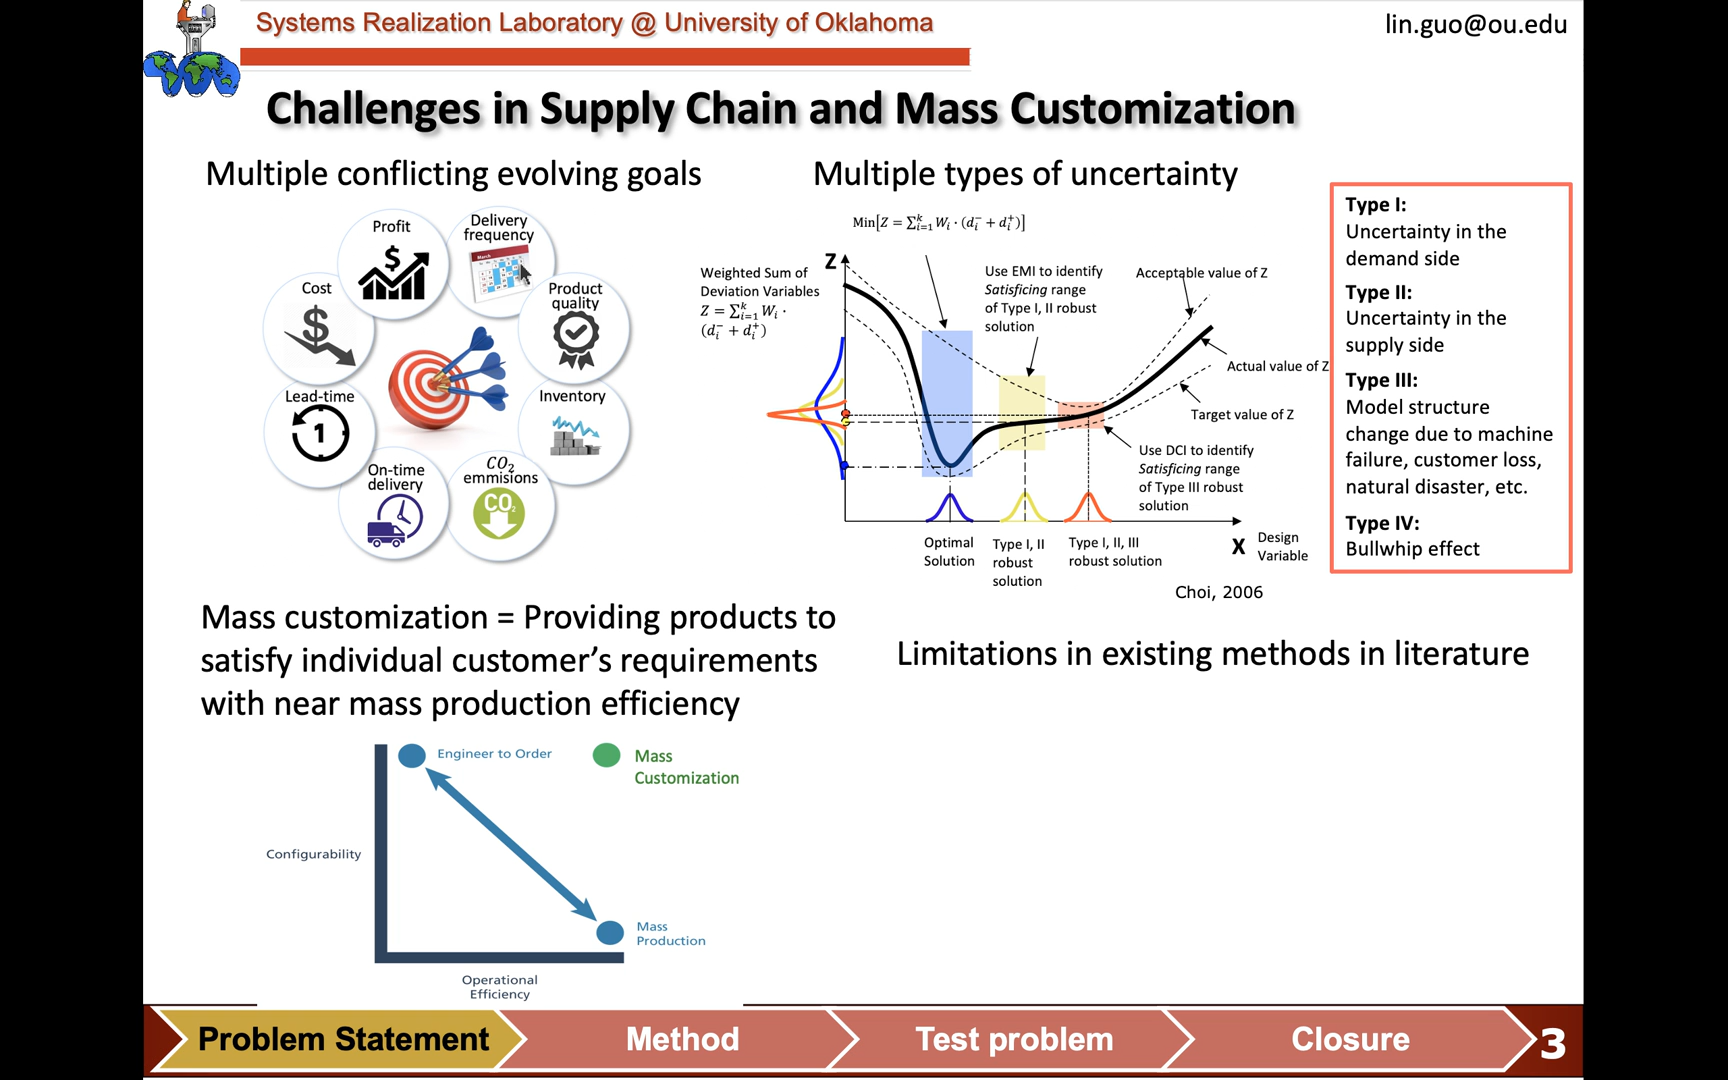 Systems Realization Laboratory @ University of Oklahoma
lin.guo@ou.edu
Challenges in Supply Chain and Mass Customization
Multiple conflicting evolving goals
Profit
$
Delivery
frequency
March
Cost
$
Product
quality
Lead-time
1
Inventory
On-time
delivery
CO₂
emmisions
CO₂
Multiple types of uncertainty
Min[Z = ∑ᵏᵢ₌₁ Wᵢ · (dᵢ⁻ + dᵢ⁺)]
Weighted Sum of
Deviation Variables
Z = ∑ᵏᵢ₌₁ Wᵢ ·
(dᵢ⁻ + dᵢ⁺)
Z
Use EMI to identify
Satisficing range
of Type I, II robust
solution
Acceptable value of Z
Actual value of Z
Target value of Z
Use DCI to identify
Satisficing range
of Type III robust
solution
Optimal
Solution
Type I, II
robust
solution
Type I, II, III
robust solution
X
Design
Variable
Choi, 2006
Type I:
Uncertainty in the
demand side
Type II:
Uncertainty in the
supply side
Type III:
Model structure
change due to machine
failure, customer loss,
natural disaster, etc.
Type IV:
Bullwhip effect
Mass customization = Providing products to
satisfy individual customer’s requirements
with near mass production efficiency
Engineer to Order
Mass
Customization
Configurability
Mass
Production
Operational
Efficiency
Limitations in existing methods in literature
Problem Statement
Method
Test problem
Closure
3